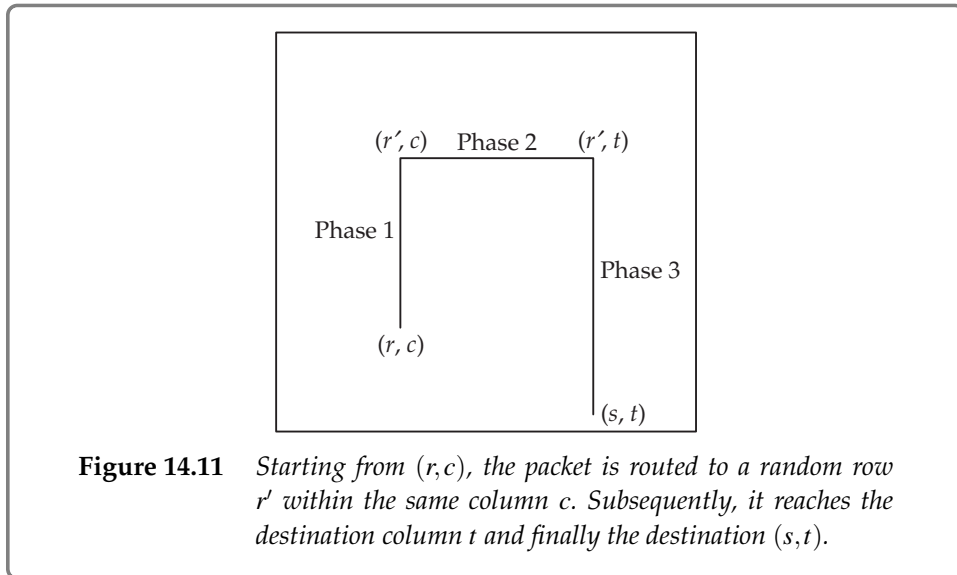 (r′, c) Phase 2 (r′, t)
Phase 1
Phase 3
(r, c)
(s, t)
Figure 14.11 Starting from (r,c), the packet is routed to a random row
r′ within the same column c. Subsequently, it reaches the
destination column t and finally the destination (s,t).